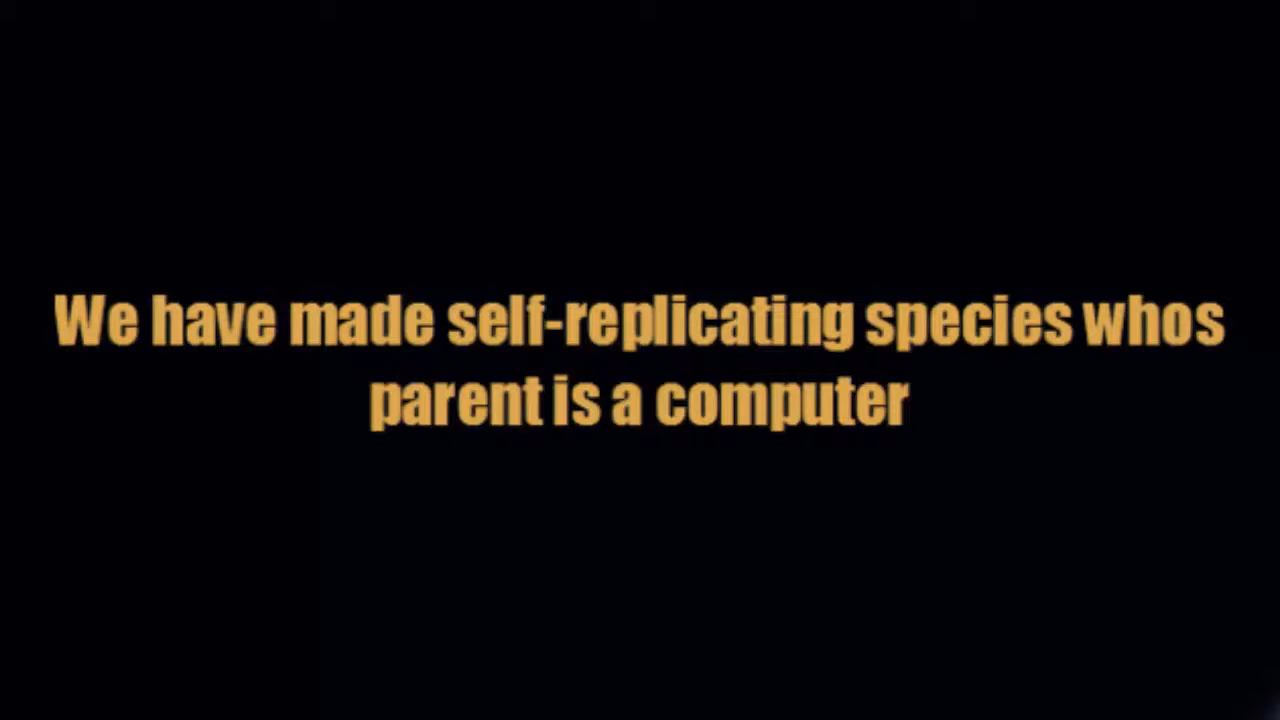 We have made self-replicating species whos
parent is a computer